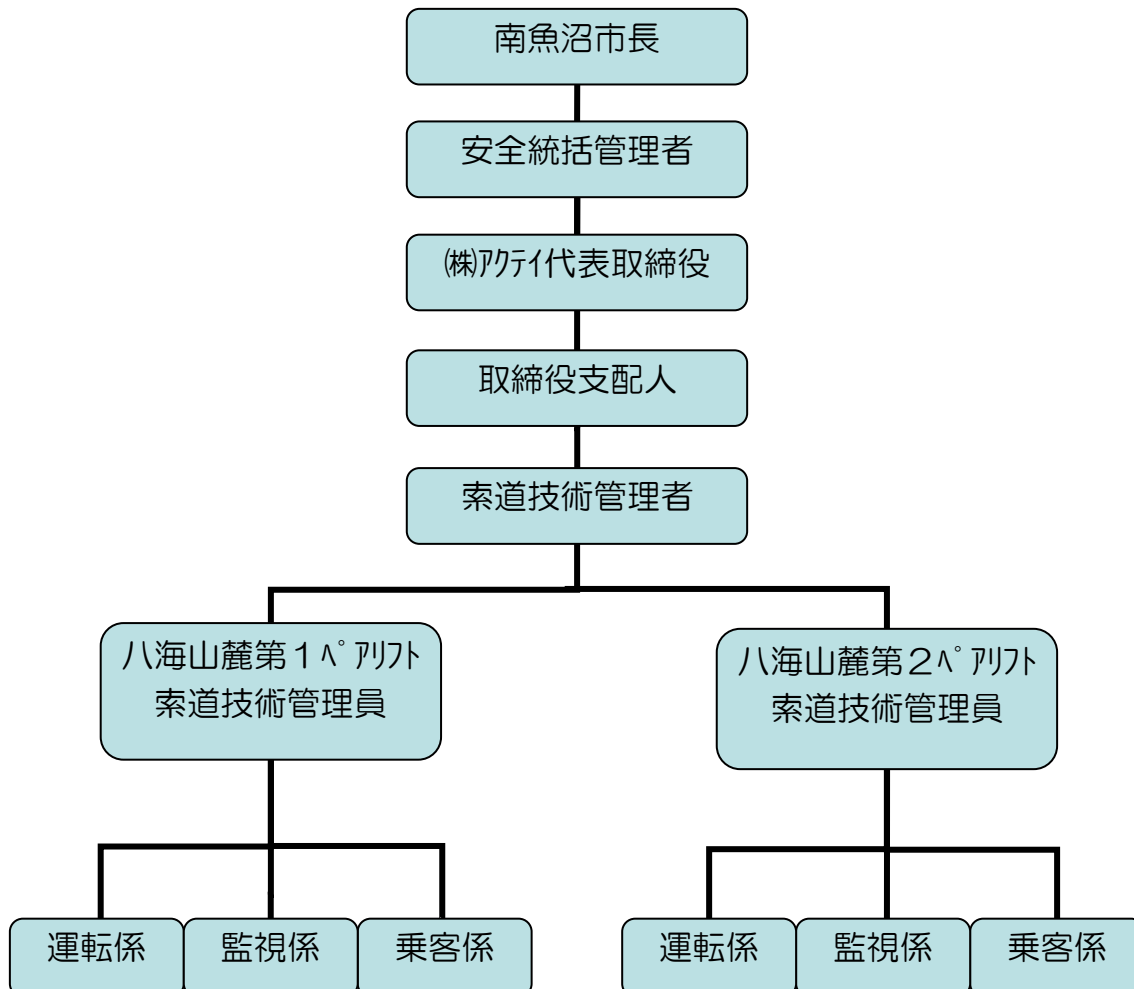 南魚沼市長
安全統括管理者
㈱ｱｸﾃｲ代表取締役
取締役支配人
索道技術管理者
八海山麓第１ﾍﾟｱﾘﾌﾄ
索道技術管理員
八海山麓第２ﾍﾟｱﾘﾌﾄ
索道技術管理員
運転係
監視係
乗客係
運転係
監視係
乗客係